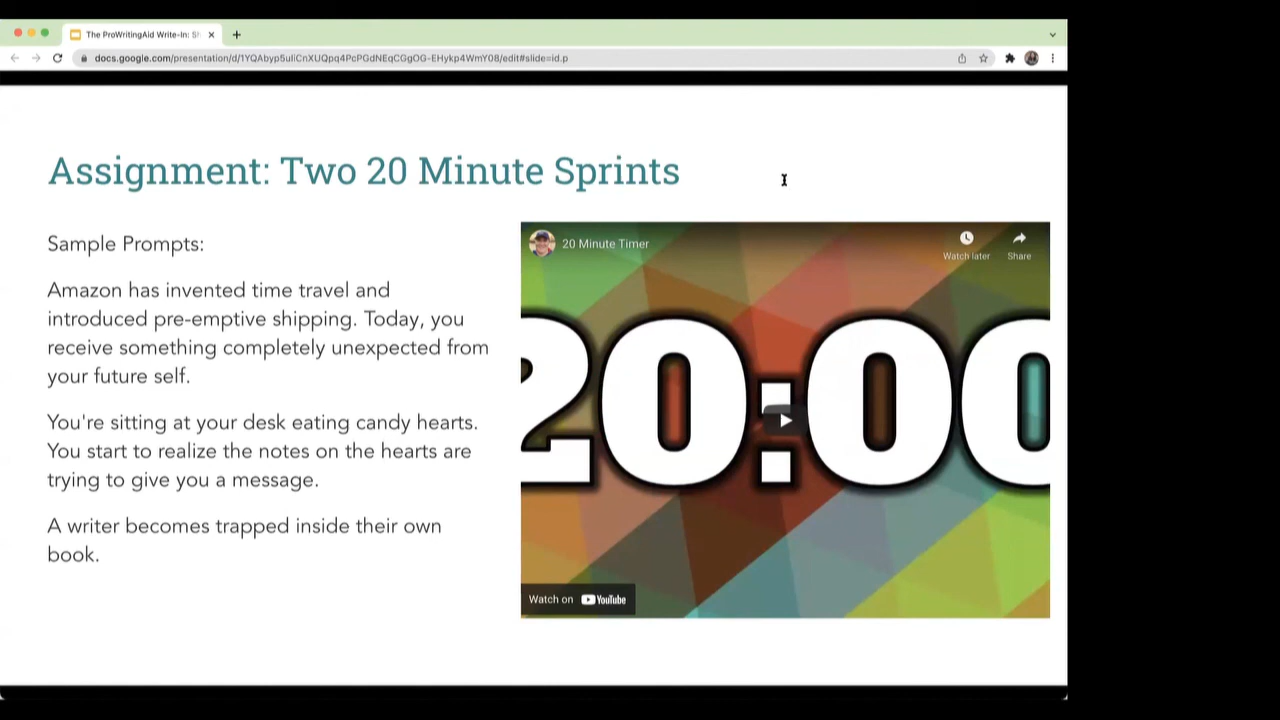 The ProWritingAid Write-In: S
docs.google.com/presentation/d/1YQAbyp5uliCnXUQpq4PcPGdNEqCGgOG-EHykp4WmY08/edit#slide=id.p
Assignment: Two 20 Minute Sprints
Sample Prompts:
Amazon has invented time travel and
introduced pre-emptive shipping. Today, you
receive something completely unexpected from
your future self.
You're sitting at your desk eating candy hearts.
You start to realize the notes on the hearts are
trying to give you a message.
A writer becomes trapped inside their own
book.
20 Minute Timer
Watch later
Share
20:00
Watch on YouTube